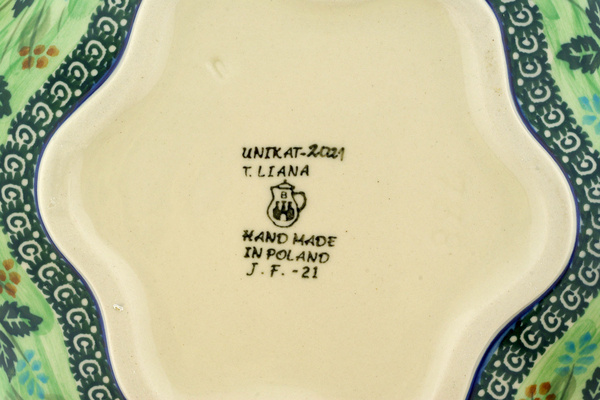 UNIKAT-2021
T. LIANA
B
HAND MADE
IN POLAND
J. F. -21